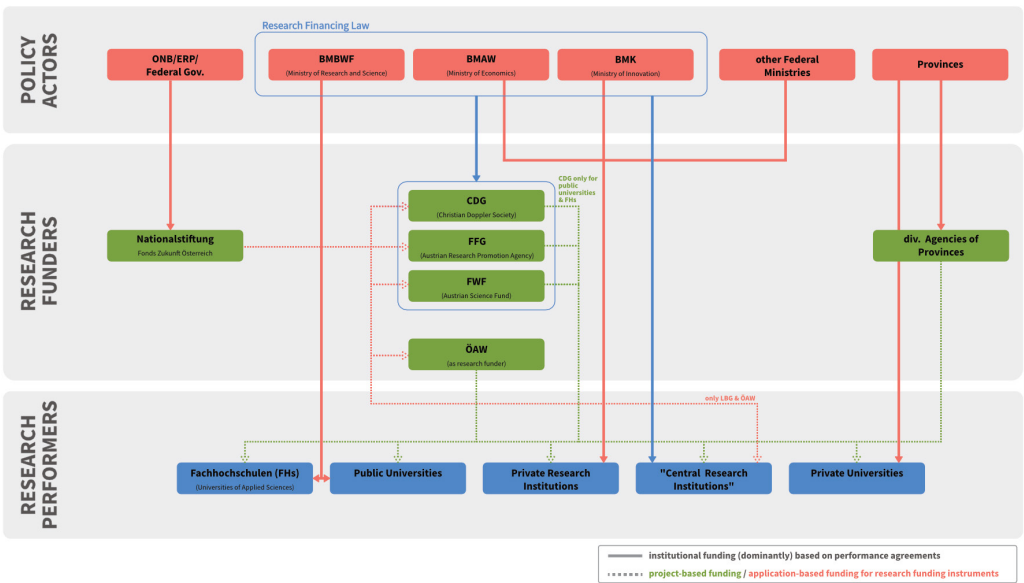 POLICY
ACTORS
Research Financing Law
ONB/ERP/
Federal Gov.
BMBWF
(Ministry of Research and Science)
BMAW
(Ministry of Economics)
BMK
(Ministry of Innovation)
other Federal
Ministries
Provinces
RESEARCH
FUNDERS
CDG only for
public
universities
& FHs
CDG
(Christian Doppler Society)
Nationalstiftung
Fonds Zukunft Österreich
FFG
(Austrian Research Promotion Agency)
div. Agencies of
Provinces
FWF
(Austrian Science Fund)
ÖAW
(as research funder)
RESEARCH
PERFORMERS
only LBG & ÖAW
Fachhochschulen (FHs)
(Universities of Applied Sciences)
Public Universities
Private Research
Institutions
"Central Research
Institutions"
Private Universities
institutional funding (dominantly) based on performance agreements
project-based funding / application-based funding for research funding instruments